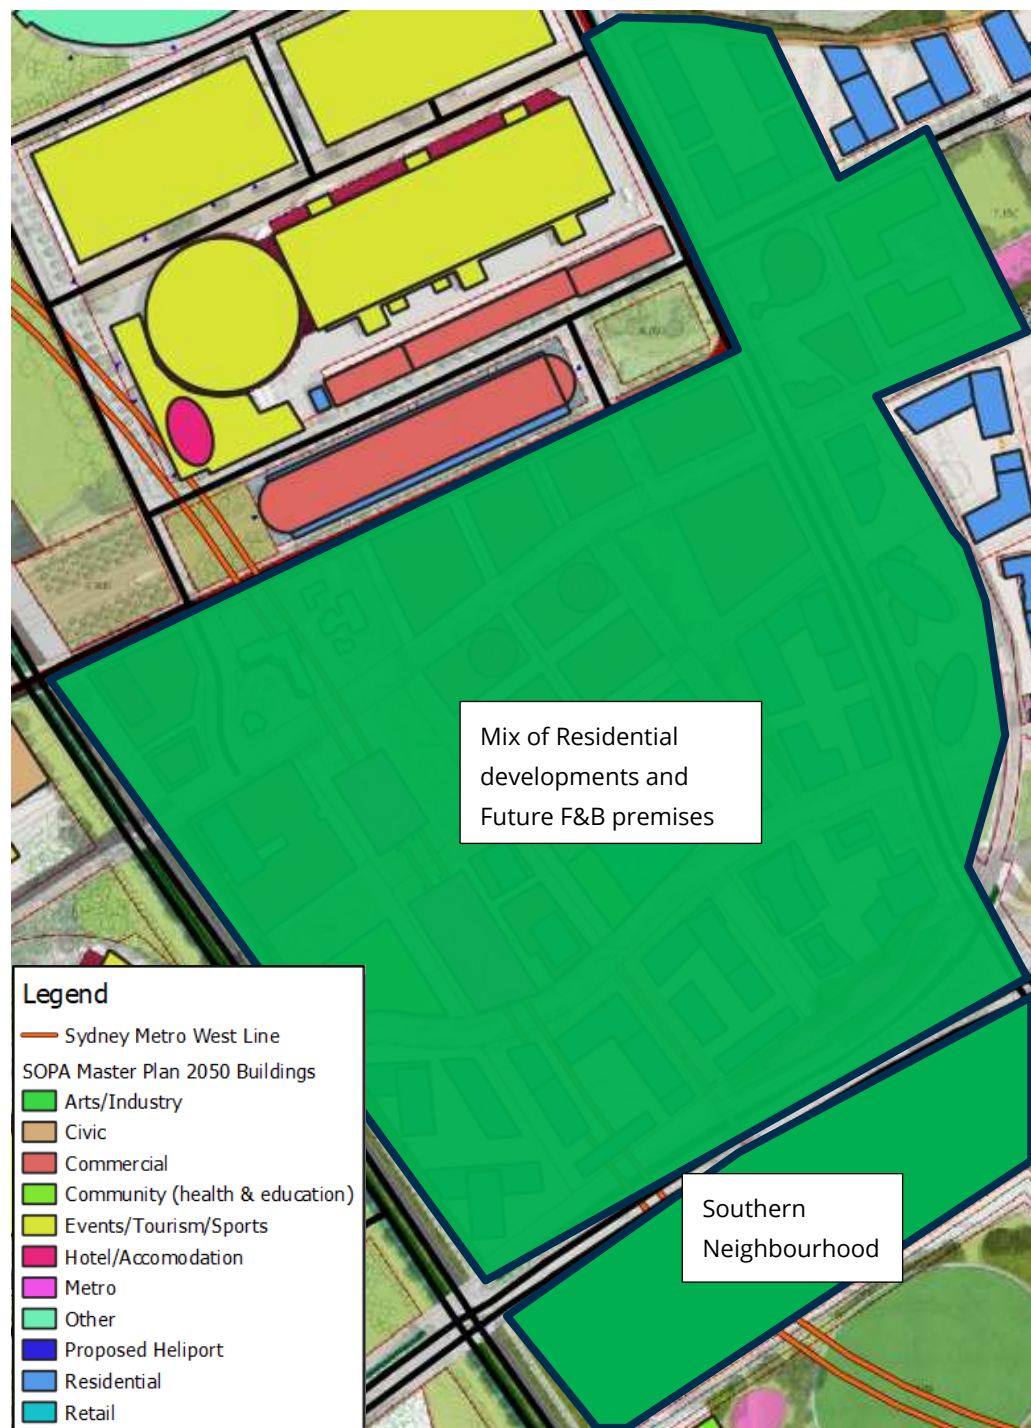 Mix of Residential
developments and
Future F&B premises
Southern
Neighbourhood
Legend
Sydney Metro West Line
SOPA Master Plan 2050 Buildings
Arts/Industry
Civic
Commercial
Community (health & education)
Events/Tourism/Sports
Hotel/Accomodation
Metro
Other
Proposed Heliport
Residential
Retail